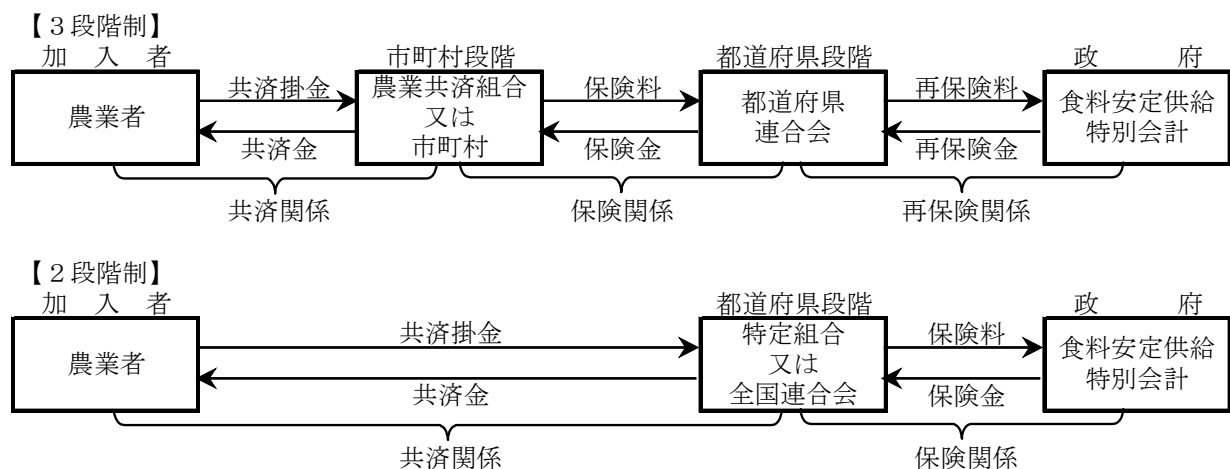 【３段階制】
加　入　者
市町村段階
都道府県段階
政　　　府
農業者
共済掛金
共済金
農業共済組合
又は
市町村
保険料
保険金
都道府県
連合会
再保険料
再保険金
食料安定供給
特別会計
共済関係
保険関係
再保険関係
【２段階制】
加　入　者
都道府県段階
政　　　府
農業者
共済掛金
共済金
特定組合
又は
全国連合会
保険料
保険金
食料安定供給
特別会計
共済関係
保険関係